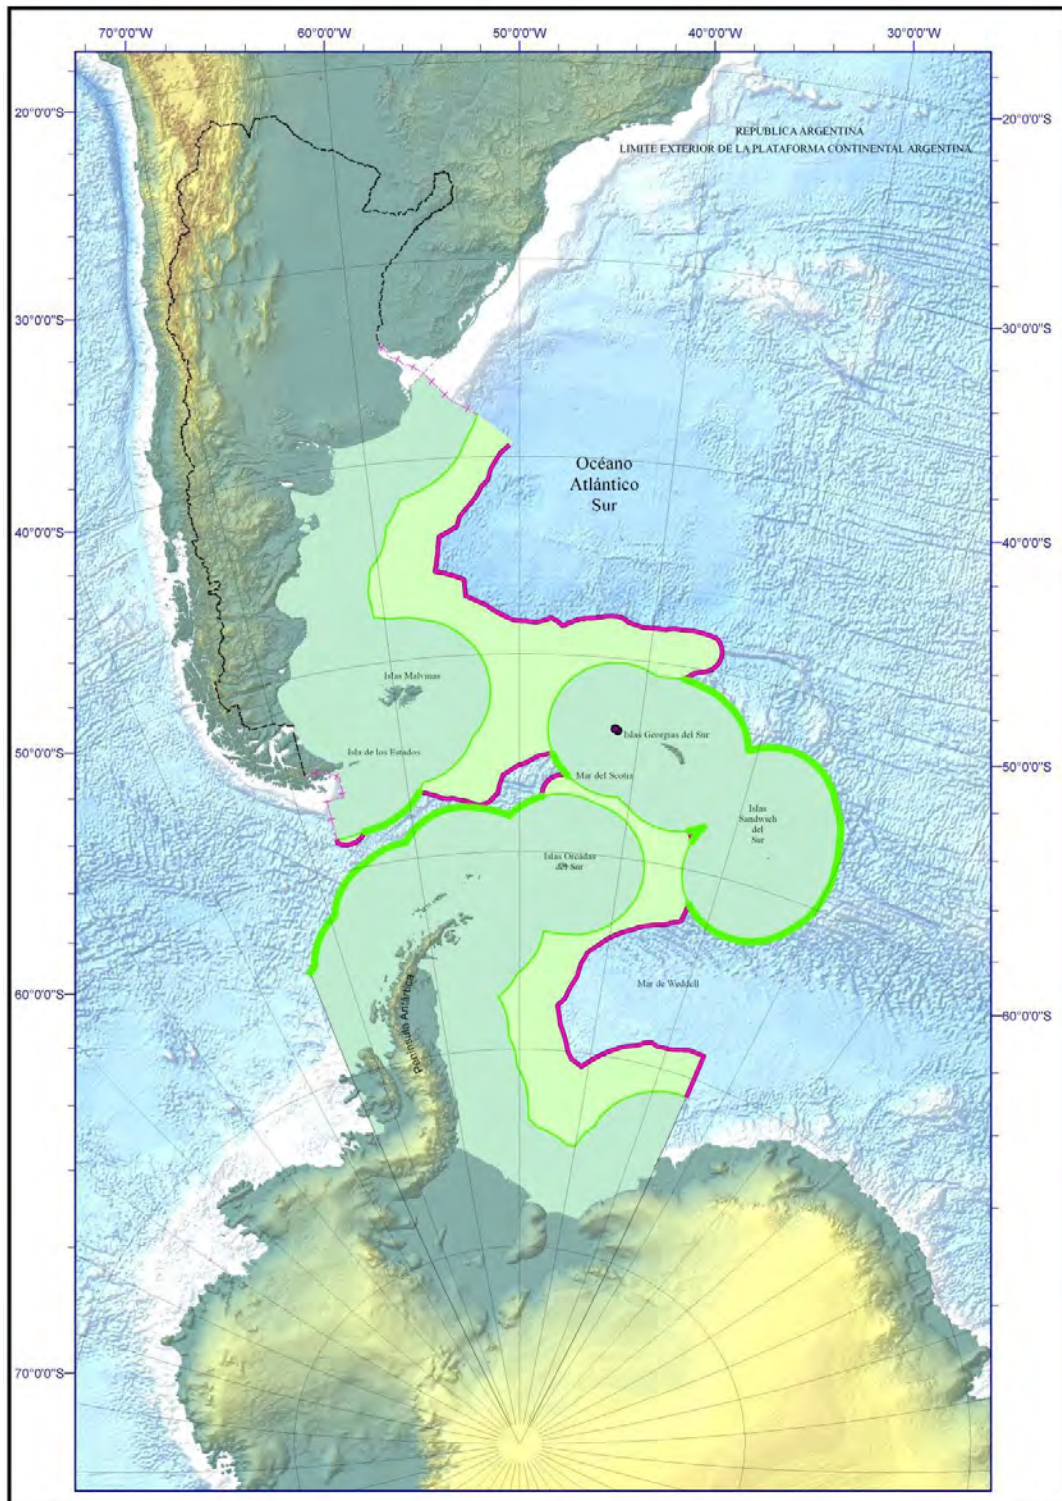 70°0'0"W
60°0'0"W
50°0'0"W
40°0'0"W
30°0'0"W
20°0'0"S
20°0'0"S
REPUBLICA ARGENTINA
LIMITE EXTERIOR DE LA PLATAFORMA CONTINENTAL ARGENTINA
30°0'0"S
30°0'0"S
Océano
Atlántico
Sur
40°0'0"S
40°0'0"S
Islas Malvinas
Islas Georgias del Sur
Isla de los Estados
50°0'0"S
50°0'0"S
Mar del Scotia
Islas
Sandwich
del
Sur
Islas Orcadas
del Sur
Mar de Weddell
Península Antártica
60°0'0"S
60°0'0"S
70°0'0"S